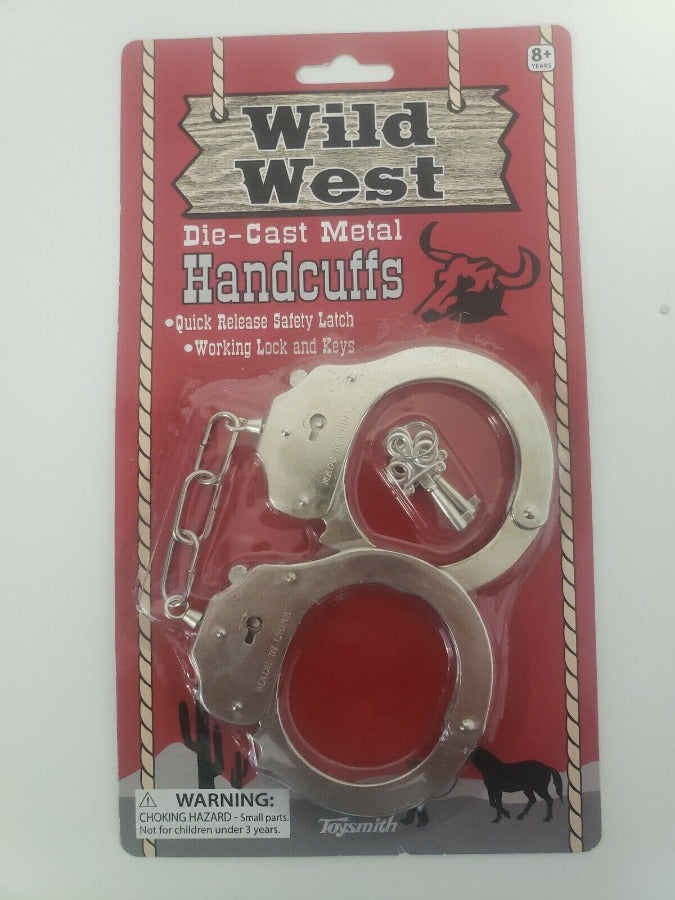 8+
YEARS
Wild
West
Die-Cast Metal
Handcuffs
•Quick Release Safety Latch
•Working Lock and Keys
MADE IN CHINA
MADE IN CHINA
WARNING:
CHOKING HAZARD - Small parts.
Not for children under 3 years.
Toysmith